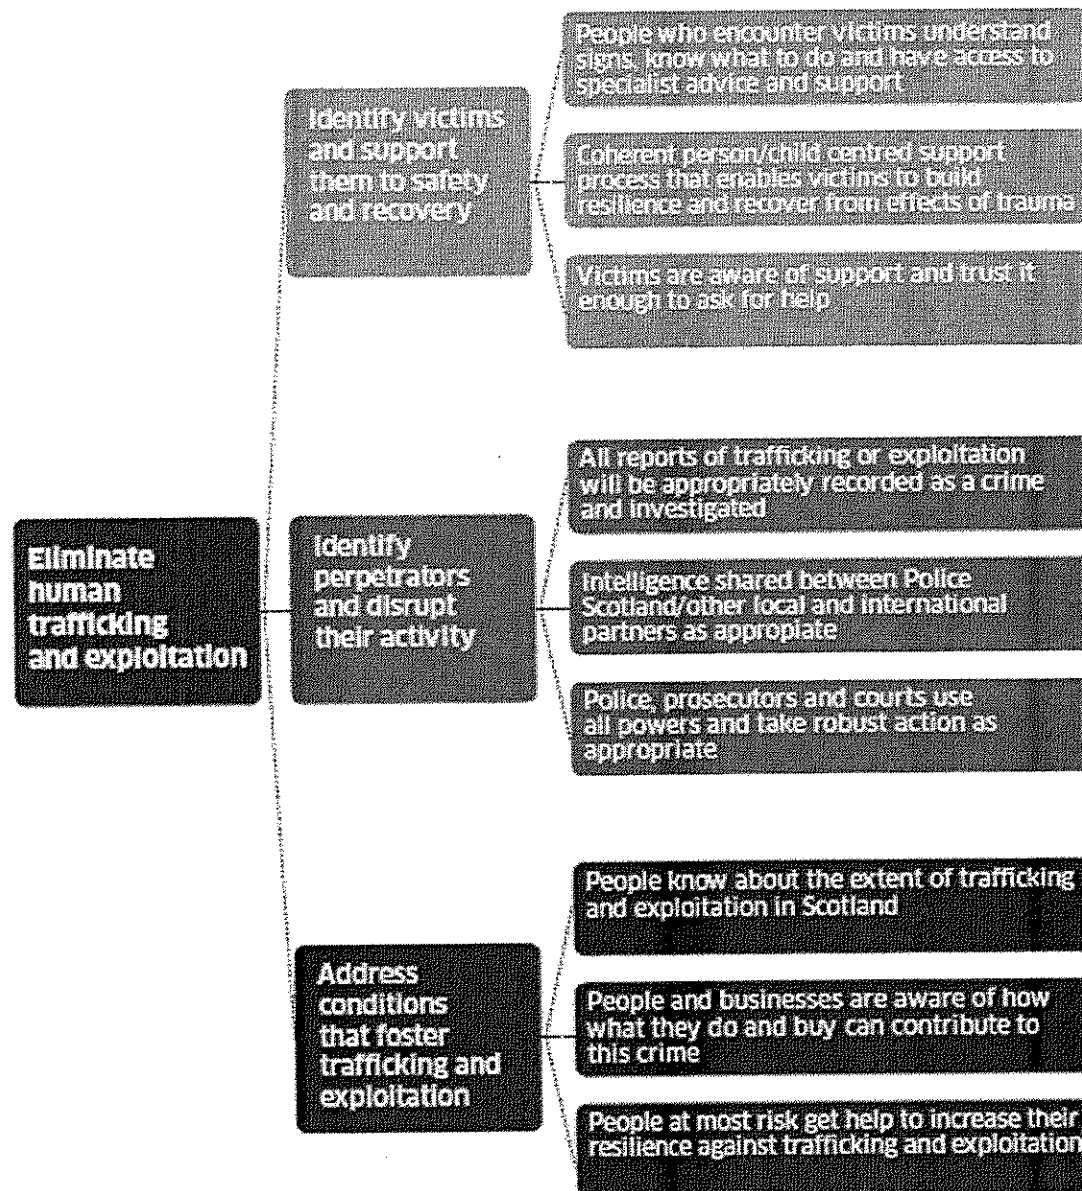 People who encounter victims understand
signs, know what to do and have access to
specialist advice and support
Identify victims
and support
them to safety
and recovery
Coherent person/child centred support
process that enables victims to build
resilience and recover from effects of trauma
Victims are aware of support and trust it
enough to ask for help
All reports of trafficking or exploitation
will be appropriately recorded as a crime
and investigated
Eliminate
human
trafficking
and exploitation
Identify
perpetrators
and disrupt
their activity
Intelligence shared between Police
Scotland/other local and international
partners as appropiate
Police, prosecutors and courts use
all powers and take robust action as
appropriate
People know about the extent of trafficking
and exploitation in Scotland
Address
conditions
that foster
trafficking and
exploitation
People and businesses are aware of how
what they do and buy can contribute to
this crime
People at most risk get help to increase their
resilience against trafficking and exploitation